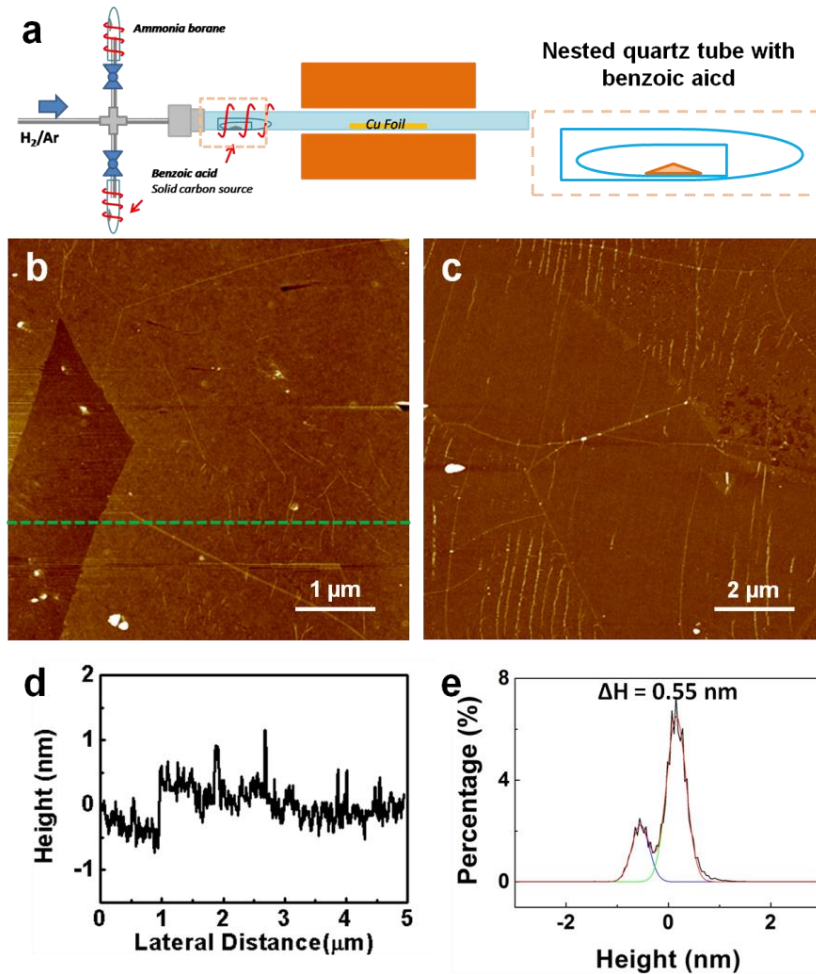 a
Ammonia borane
H₂/Ar
Benzoic acid
Solid carbon source
Cu Foil
Nested quartz tube with
benzoic aicd
b
1 μm
c
2 μm
d
2
1
0
-1
0
1
2
3
4
5
Height (nm)
Lateral Distance(μm)
e
ΔH = 0.55 nm
8
4
0
-2
0
2
Percentage (%)
Height (nm)